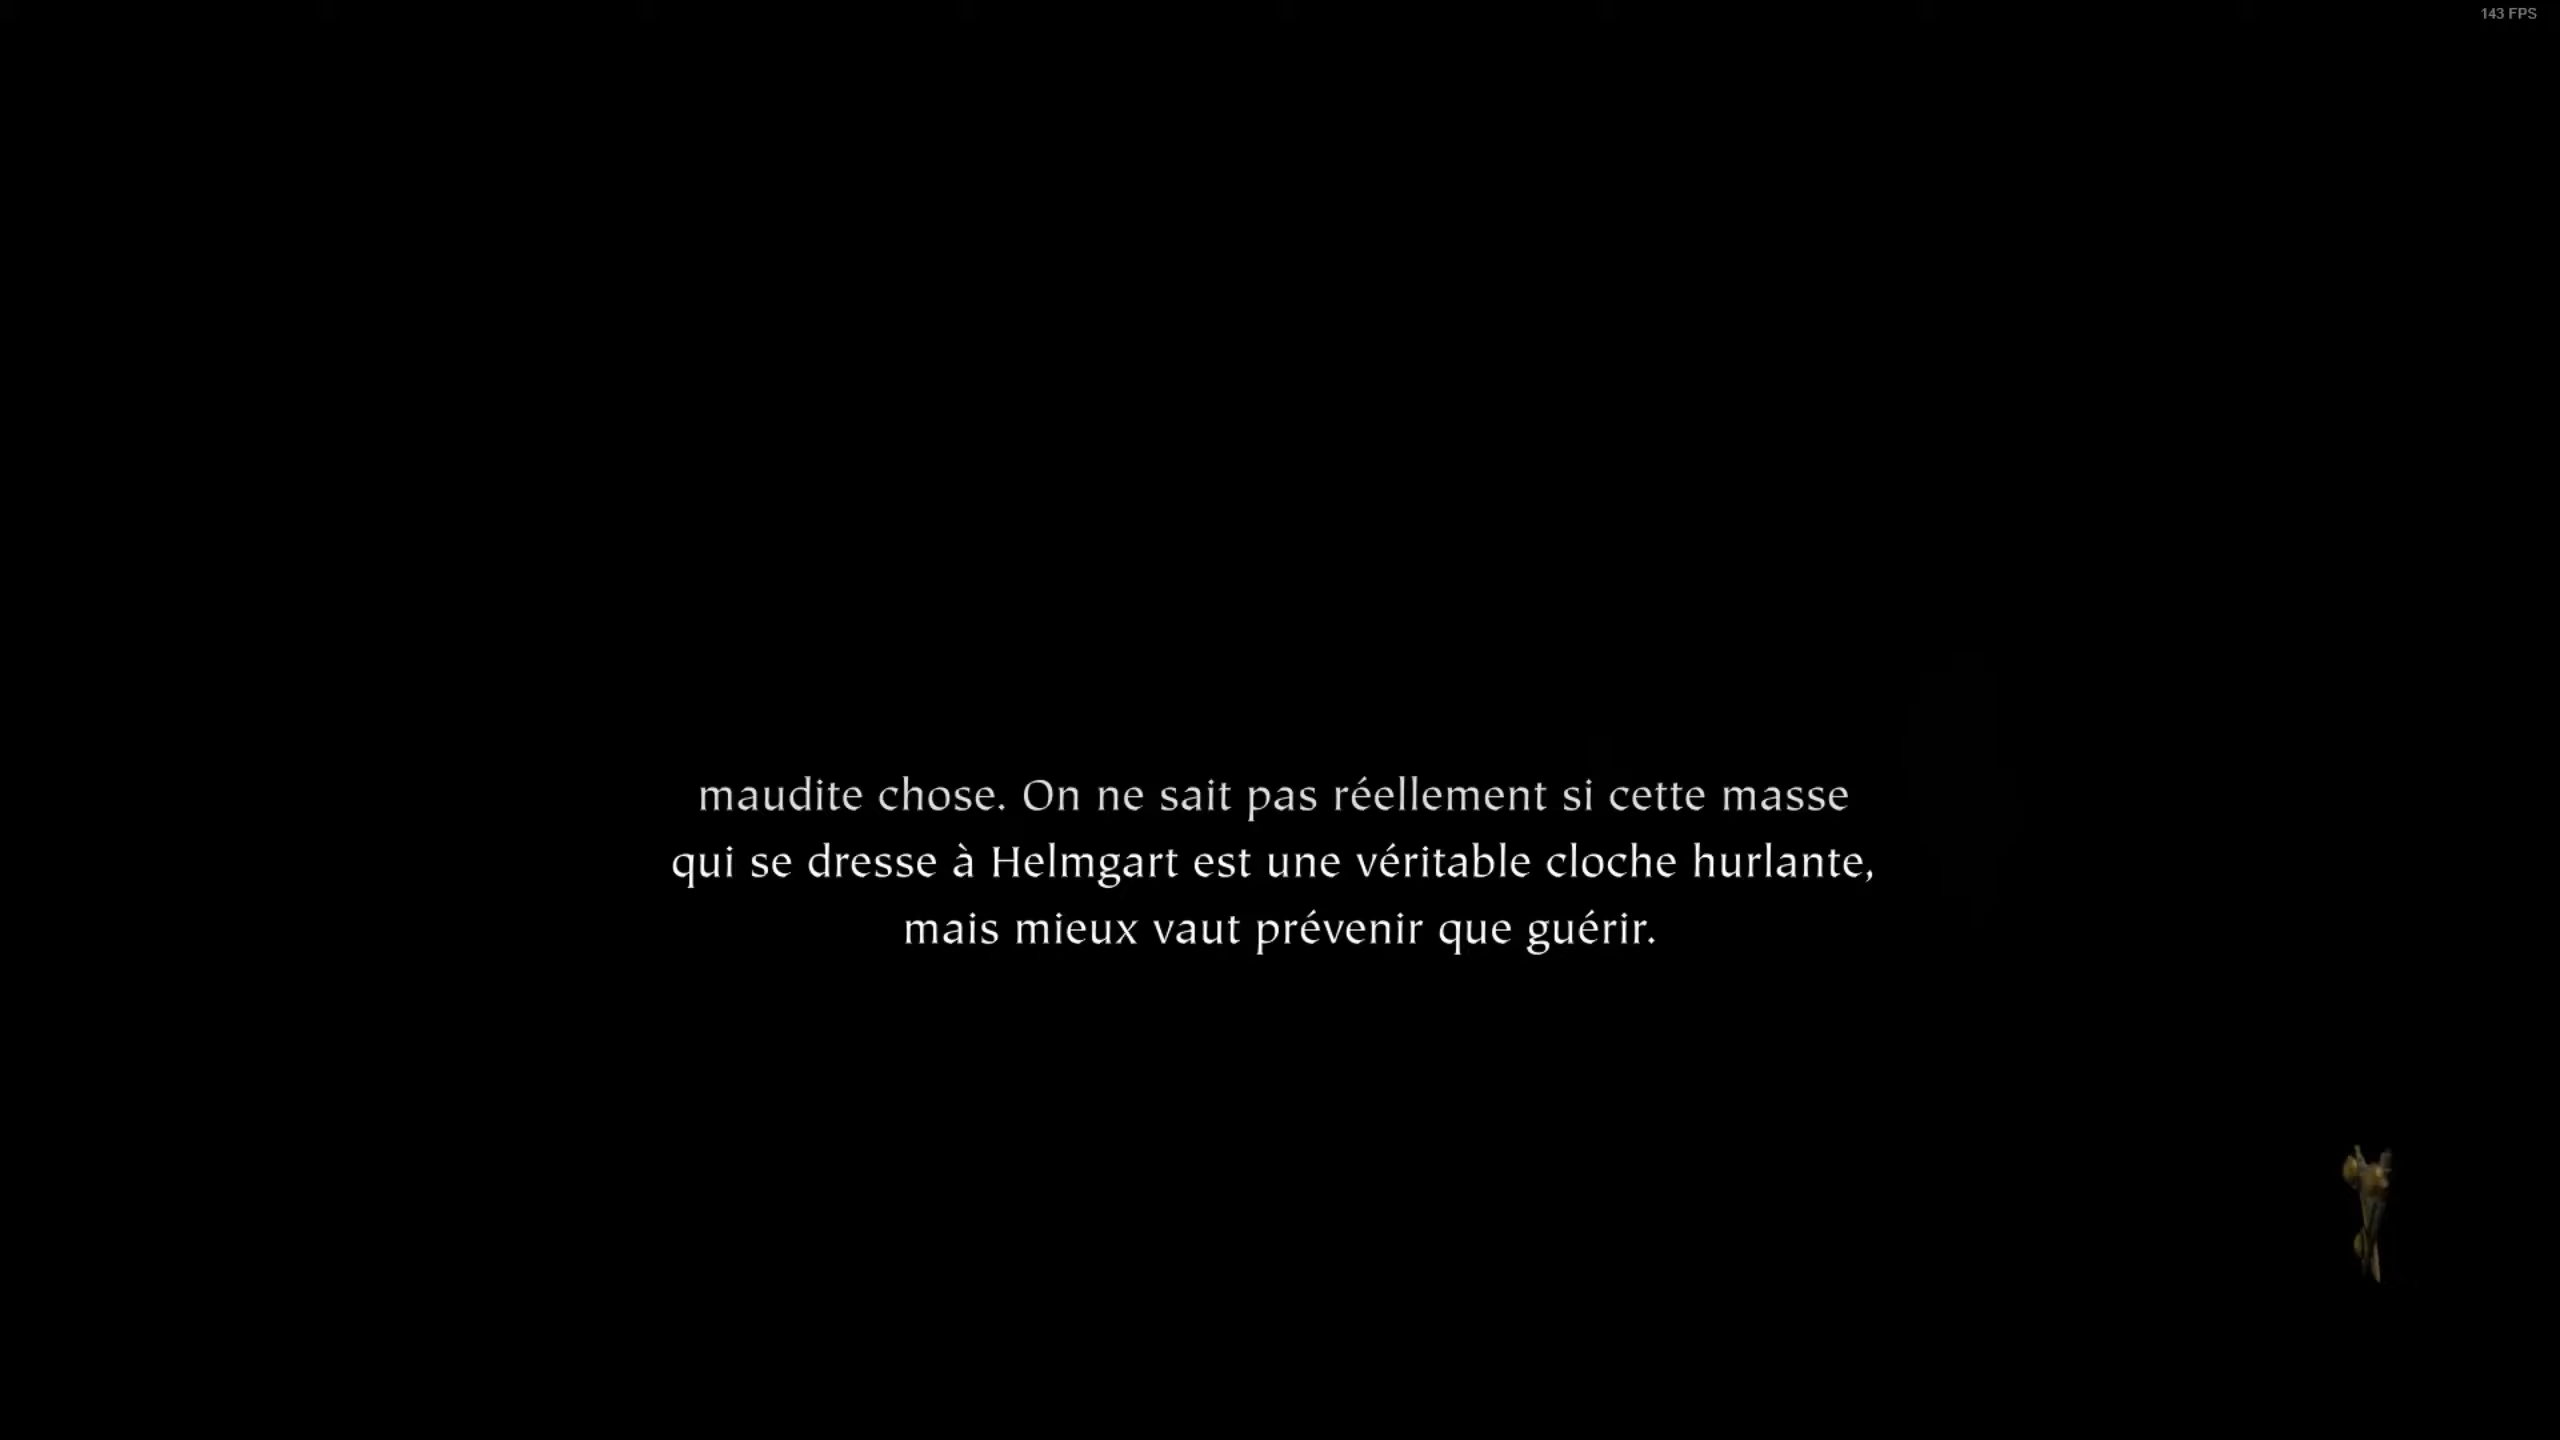 143 FPS
maudite chose. On ne sait pas réellement si cette masse
qui se dresse à Helmgart est une véritable cloche hurlante,
mais mieux vaut prévenir que guérir.